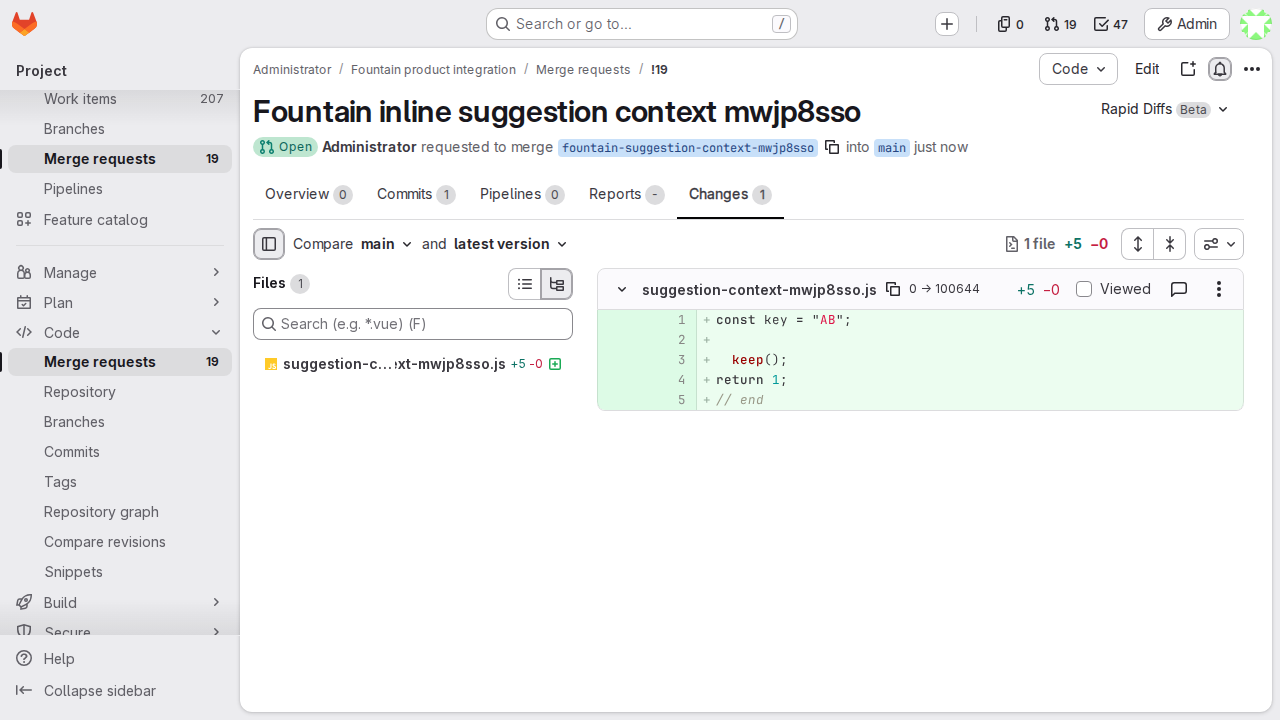 Search or go to... /
0 19 47 Admin
Project
Work items 207
Branches
Merge requests 19
Pipelines
Feature catalog
Manage
Plan
Code
Merge requests 19
Repository
Branches
Commits
Tags
Repository graph
Compare revisions
Snippets
Build
Secure
Help
Collapse sidebar
Administrator / Fountain product integration / Merge requests / !19
Code Edit
Fountain inline suggestion context mwjp8sso
Rapid Diffs Beta
Open Administrator requested to merge fountain-suggestion-context-mwjp8sso into main just now
Overview 0 Commits 1 Pipelines 0 Reports - Changes 1
Compare main and latest version
1 file +5 −0
Files 1
Search (e.g. *.vue) (F)
suggestion-c…xt-mwjp8sso.js +5 -0
suggestion-context-mwjp8sso.js 0 → 100644 +5 −0 Viewed
1 + const key = "AB";
2 +
3 + keep();
4 + return 1;
5 + // end